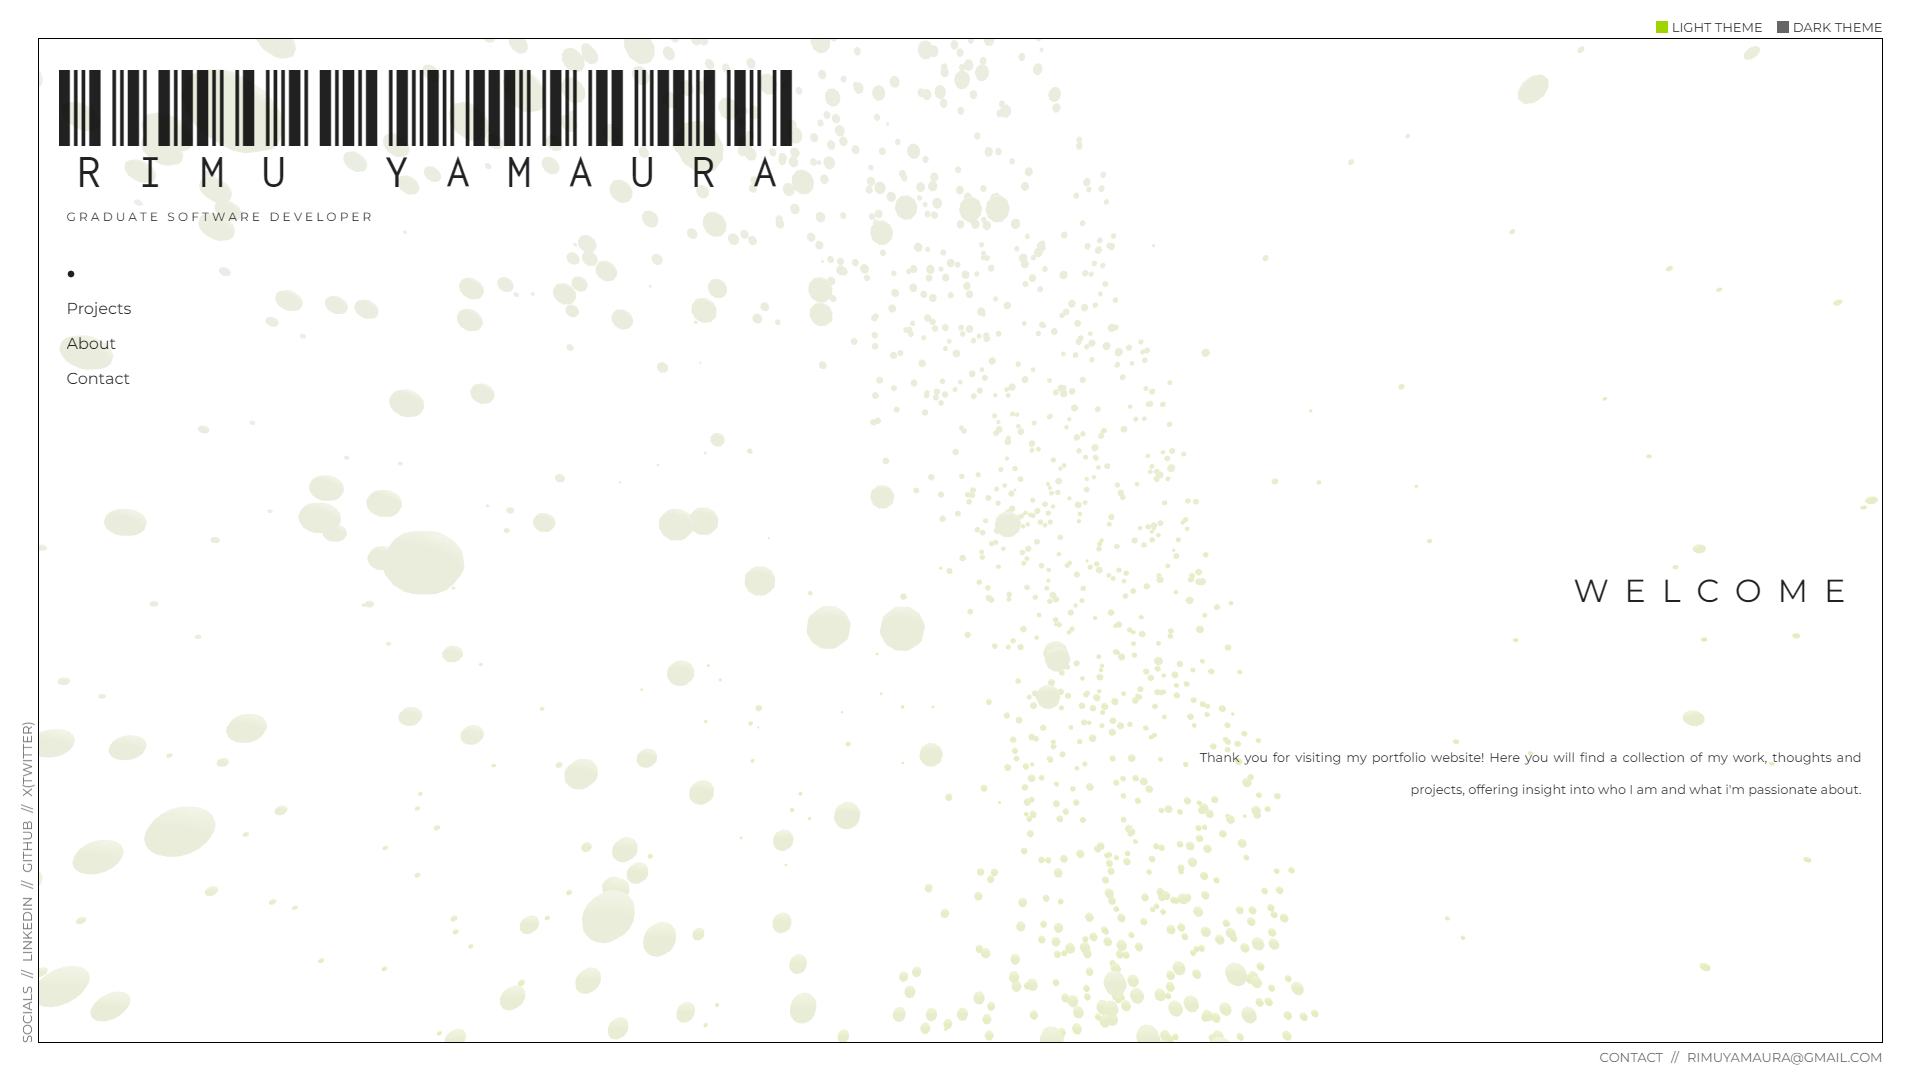 LIGHT THEME DARK THEME
RIMU YAMAURA
GRADUATE SOFTWARE DEVELOPER
Projects
About
Contact
WELCOME
Thank you for visiting my portfolio website! Here you will find a collection of my work, thoughts and
projects, offering insight into who I am and what i'm passionate about.
SOCIALS // LINKEDIN // GITHUB // X(TWITTER)
CONTACT // RIMUYAMAURA@GMAIL.COM